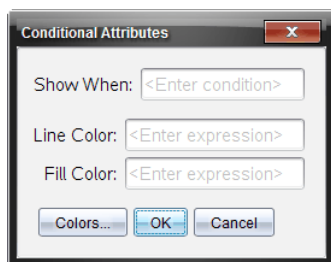 Conditional Attributes
Show When: <Enter condition>
Line Color: <Enter expression>
Fill Color: <Enter expression>
Colors... OK Cancel